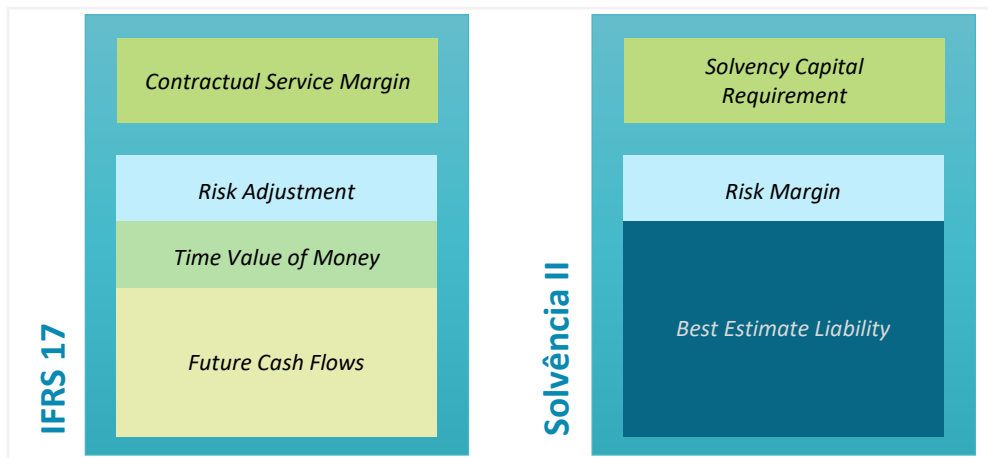 IFRS 17
Contractual Service Margin
Risk Adjustment
Time Value of Money
Future Cash Flows
Solvência II
Solvency Capital
Requirement
Risk Margin
Best Estimate Liability